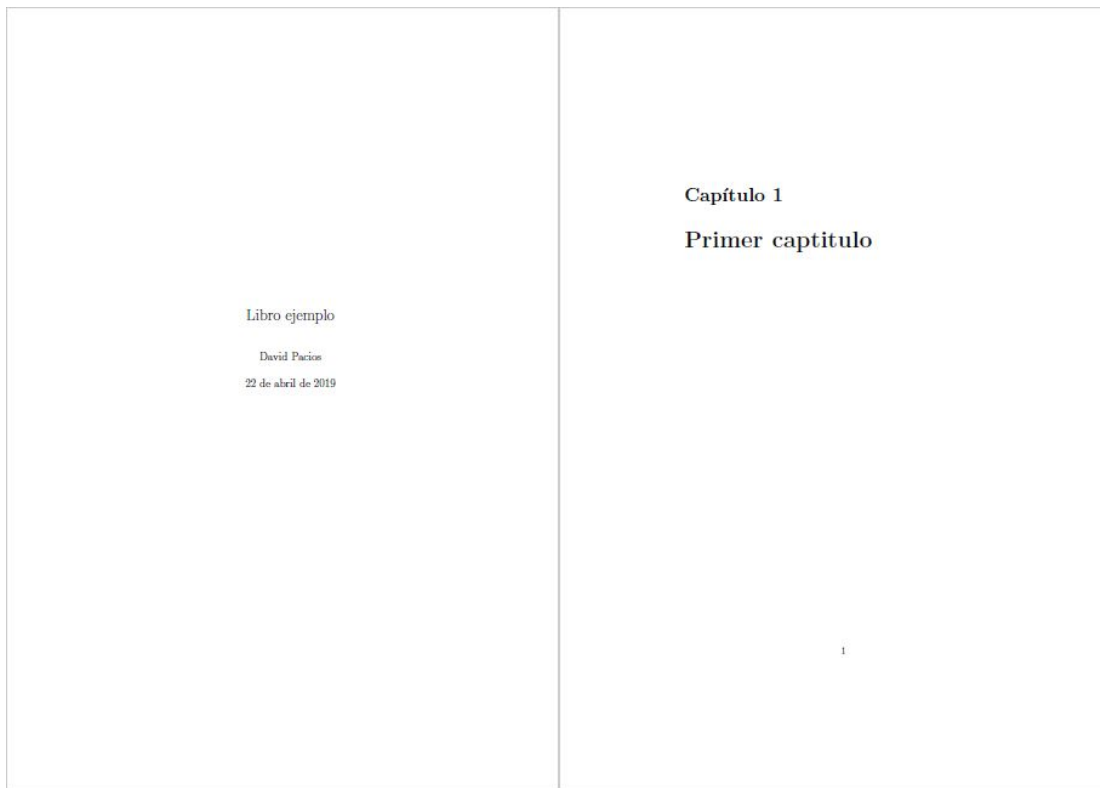 Libro ejemplo
David Pacios
22 de abril de 2019
Capítulo 1
Primer captitulo
1